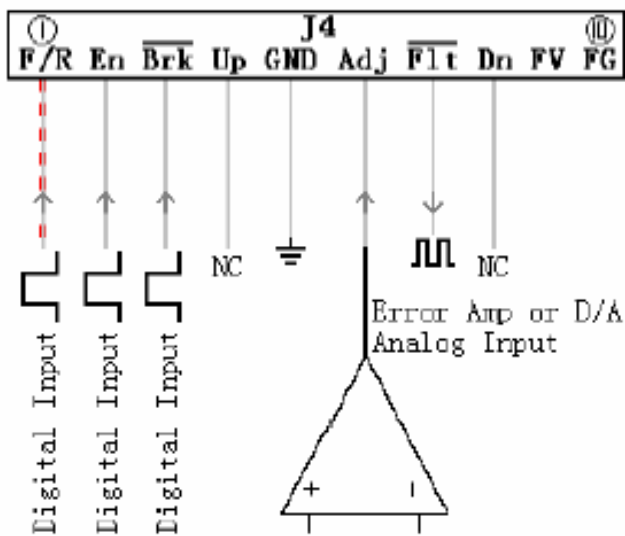 J4
① ⑩
F/R En Brk Up GND Adj Flt Dn FV FG
NC NC
Error Amp or D/A
Analog Input
Digital Input
Digital Input
Digital Input
+ -